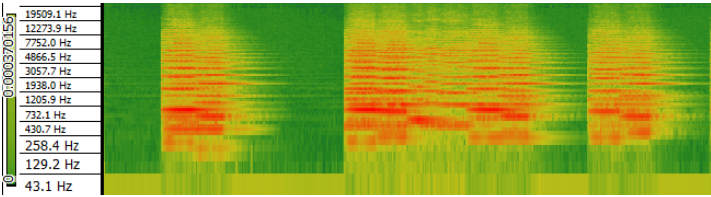 0.000370156
0
19509.1 Hz
12273.9 Hz
7752.0 Hz
4866.5 Hz
3057.7 Hz
1938.0 Hz
1205.9 Hz
732.1 Hz
430.7 Hz
258.4 Hz
129.2 Hz
43.1 Hz